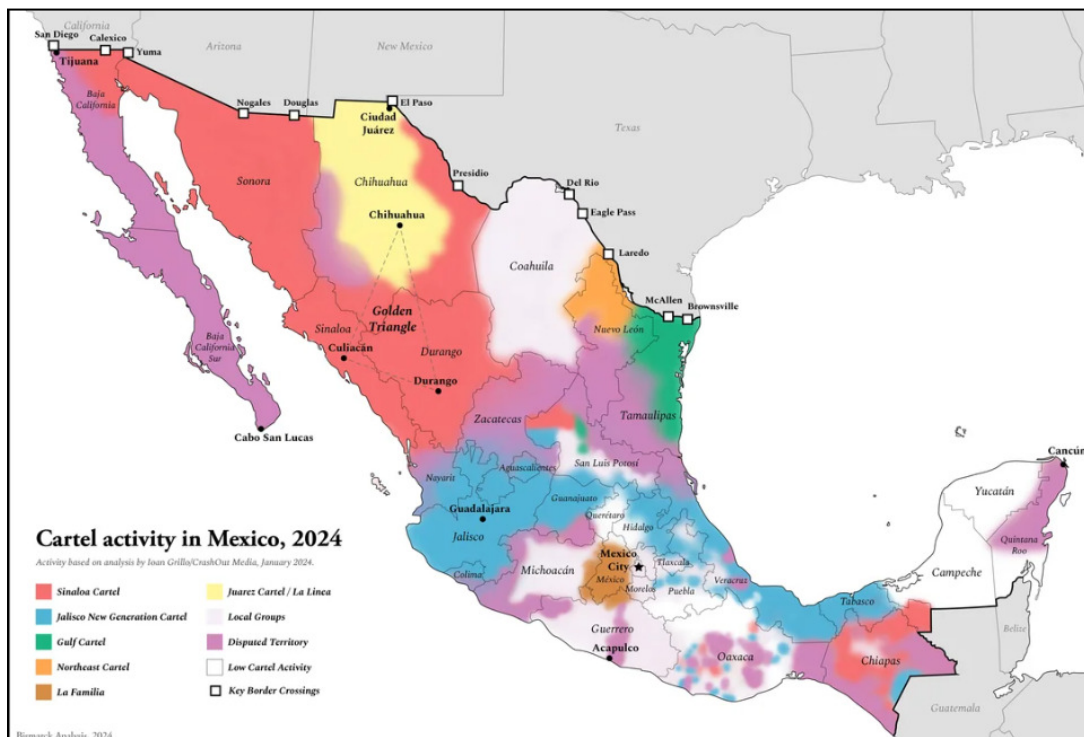 California
San Diego
Calexico
Yuma
Tijuana
Arizona
New Mexico
Baja
California
Nogales
Douglas
El Paso
Ciudad
Juárez
Texas
Sonora
Chihuahua
Presidio
Del Rio
Chihuahua
Eagle Pass
Coahuila
Laredo
McAllen
Brownsville
Golden
Triangle
Nuevo León
Sinaloa
Culiacán
Durango
Baja
California
Sur
Durango
Zacatecas
Tamaulipas
Cabo San Lucas
San Luis Potosí
Aguascalientes
Nayarit
Cancún
Yucatán
Guanajuato
Guadalajara
Querétaro
Hidalgo
Quintana
Roo
Jalisco
Mexico
City
Tlaxcala
Michoacán
Campeche
Colima
México
Morelos
Puebla
Veracruz
Tabasco
Belize
Guerrero
Acapulco
Oaxaca
Chiapas
Guatemala
Cartel activity in Mexico, 2024
Activity based on analysis by Ioan Grillo/CrashOut Media, January 2024.
Sinaloa Cartel
Juarez Cartel / La Linea
Jalisco New Generation Cartel
Local Groups
Gulf Cartel
Disputed Territory
Northeast Cartel
Low Cartel Activity
La Familia
Key Border Crossings
Bismarck Analysis, 2024